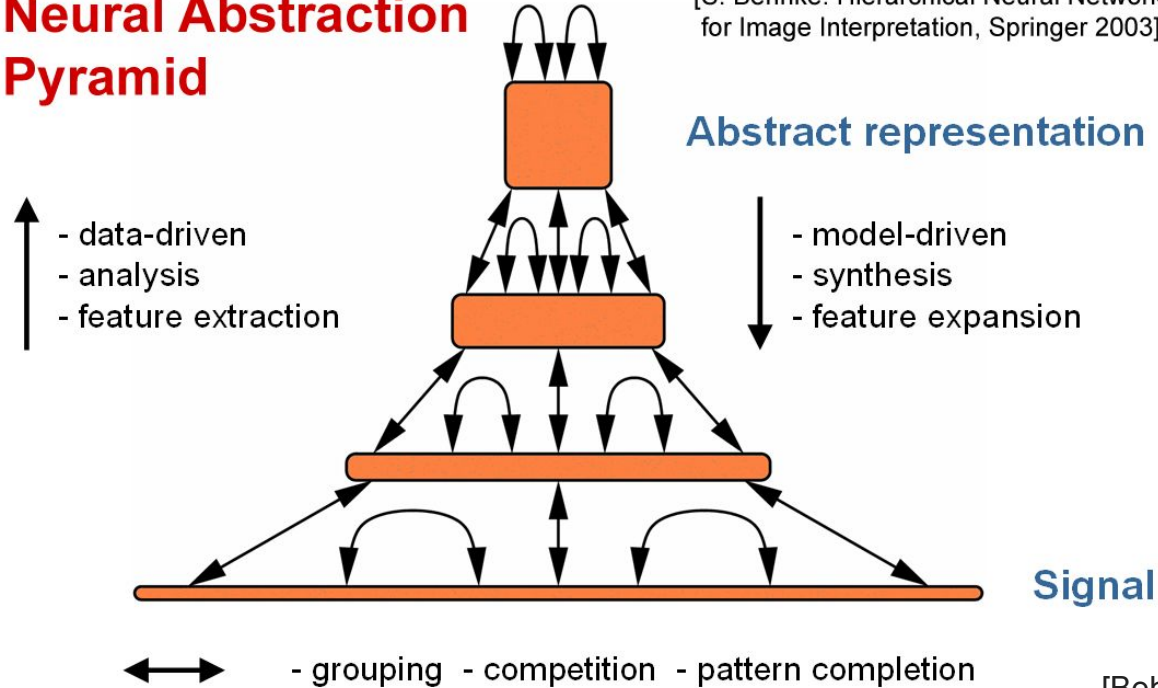 Neural Abstraction
Pyramid
for Image Interpretation, Springer 2003]
Abstract representation
- data-driven
- analysis
- feature extraction
- model-driven
- synthesis
- feature expansion
Signal
- grouping - competition - pattern completion